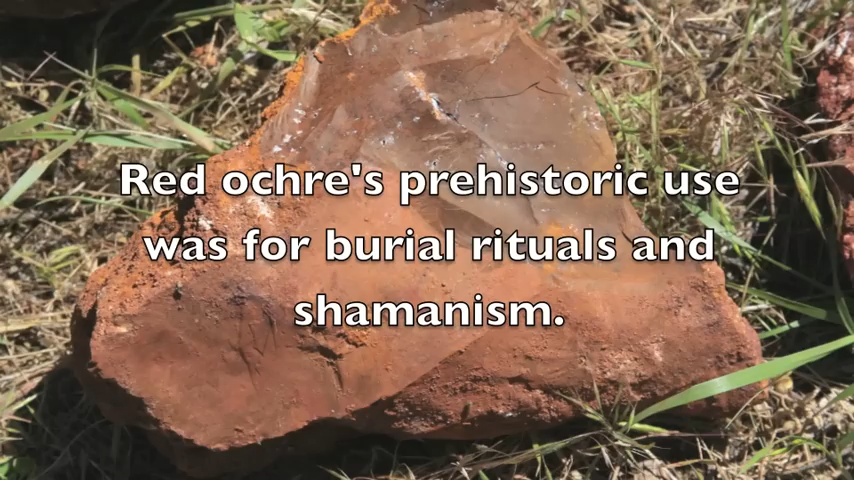 Red ochre's prehistoric use
was for burial rituals and
shamanism.